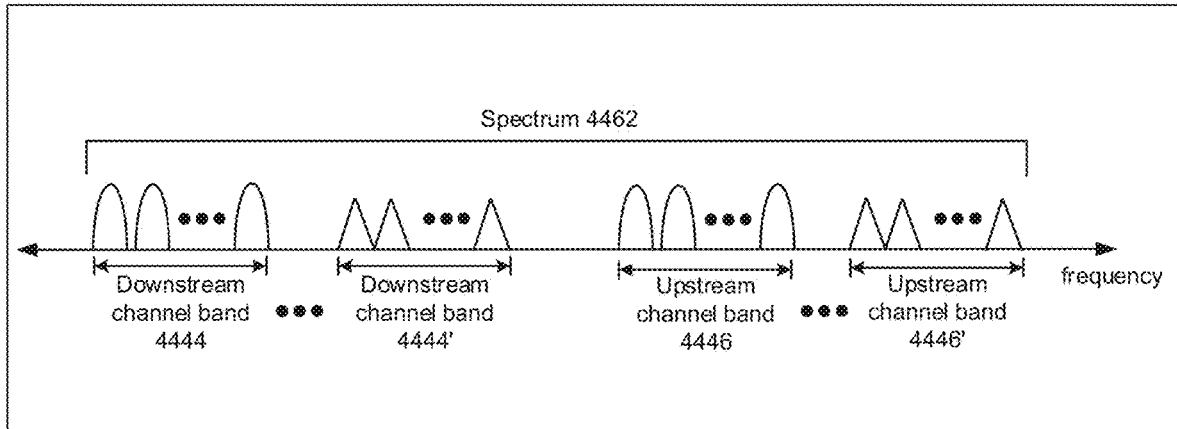 Spectrum 4462
frequency
Downstream
channel band
4444
Downstream
channel band
4444'
Upstream
channel band
4446
Upstream
channel band
4446'